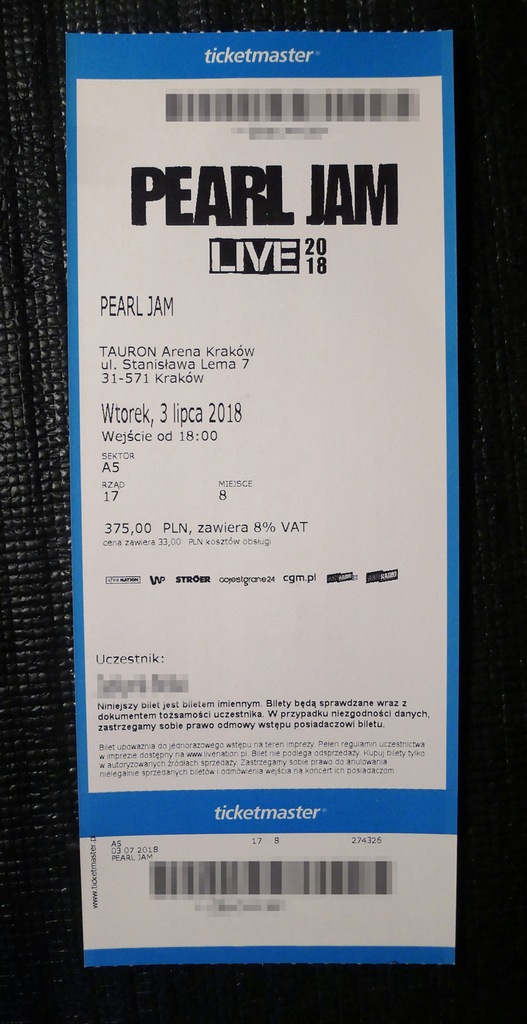 ticketmaster®
PEARL JAM
LIVE 20 18
PEARL JAM
TAURON Arena Kraków
ul. Stanisława Lema 7
31-571 Kraków
Wtorek, 3 lipca 2018
Wejście od 18:00
SEKTOR
A5
RZĄD MIEJSCE
17 8
375,00 PLN, zawiera 8% VAT
cena zawiera 33,00 PLN kosztów obsługi
LIVE NATION WP STRÖER cojestgrane24 cgm.pl
Uczestnik:
Niniejszy bilet jest biletem imiennym. Bilety będą sprawdzane wraz z
dokumentem tożsamości uczestnika. W przypadku niezgodności danych,
zastrzegamy sobie prawo odmowy wstępu posiadaczowi biletu.
Bilet upoważnia do jednorazowego wstępu na teren imprezy. Pełen regulamin uczestnictwa
w imprezie dostępny na www.livenation.pl. Bilet nie podlega odsprzedaży. Kupuj bilety tylko
w autoryzowanych źródłach sprzedaży. Zastrzegamy sobie prawo do anulowania
nielegalnie sprzedanych biletów i odmówienia wejścia na koncert ich posiadaczom.
ticketmaster®
www.ticketmaster.p
A5 17 8 274326
03 07 2018
PEARL JAM